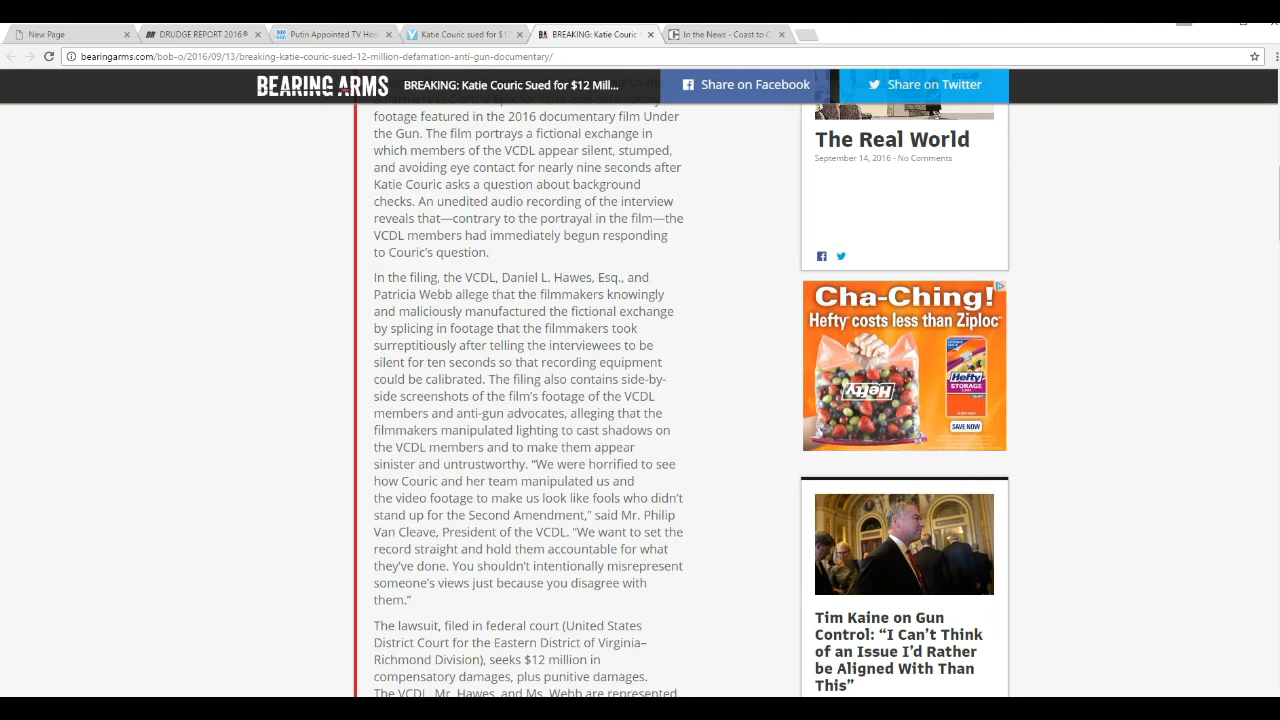 New Page
DRUDGE REPORT 2016®
Putin Appointed TV Hos
Katie Couric sued for $1
BREAKING: Katie Couric
In the News - Coast to C
bearingarms.com/bob-o/2016/09/13/breaking-katie-couric-sued-12-million-defamation-anti-gun-documentary/
BEARING ARMS
BREAKING: Katie Couric Sued for $12 Mill...
Share on Facebook
Share on Twitter
footage featured in the 2016 documentary film Under
the Gun. The film portrays a fictional exchange in
which members of the VCDL appear silent, stumped,
and avoiding eye contact for nearly nine seconds after
Katie Couric asks a question about background
checks. An unedited audio recording of the interview
reveals that—contrary to the portrayal in the film—the
VCDL members had immediately begun responding
to Couric's question.
In the filing, the VCDL, Daniel L. Hawes, Esq., and
Patricia Webb allege that the filmmakers knowingly
and maliciously manufactured the fictional exchange
by splicing in footage that the filmmakers took
surreptitiously after telling the interviewees to be
silent for ten seconds so that recording equipment
could be calibrated. The filing also contains side-by-
side screenshots of the film's footage of the VCDL
members and anti-gun advocates, alleging that the
filmmakers manipulated lighting to cast shadows on
the VCDL members and to make them appear
sinister and untrustworthy. “We were horrified to see
how Couric and her team manipulated us and
the video footage to make us look like fools who didn't
stand up for the Second Amendment,” said Mr. Philip
Van Cleave, President of the VCDL. “We want to set the
record straight and hold them accountable for what
they've done. You shouldn't intentionally misrepresent
someone's views just because you disagree with
them.”
The lawsuit, filed in federal court (United States
District Court for the Eastern District of Virginia–
Richmond Division), seeks $12 million in
compensatory damages, plus punitive damages.
The VCDL, Mr. Hawes, and Ms. Webb are represented
The Real World
September 14, 2016 - No Comments
Cha-Ching!
Hefty costs less than Ziploc
Hefty
Hefty
STORAGE
SAVE NOW
Tim Kaine on Gun
Control: “I Can't Think
of an Issue I'd Rather
be Aligned With Than
This”